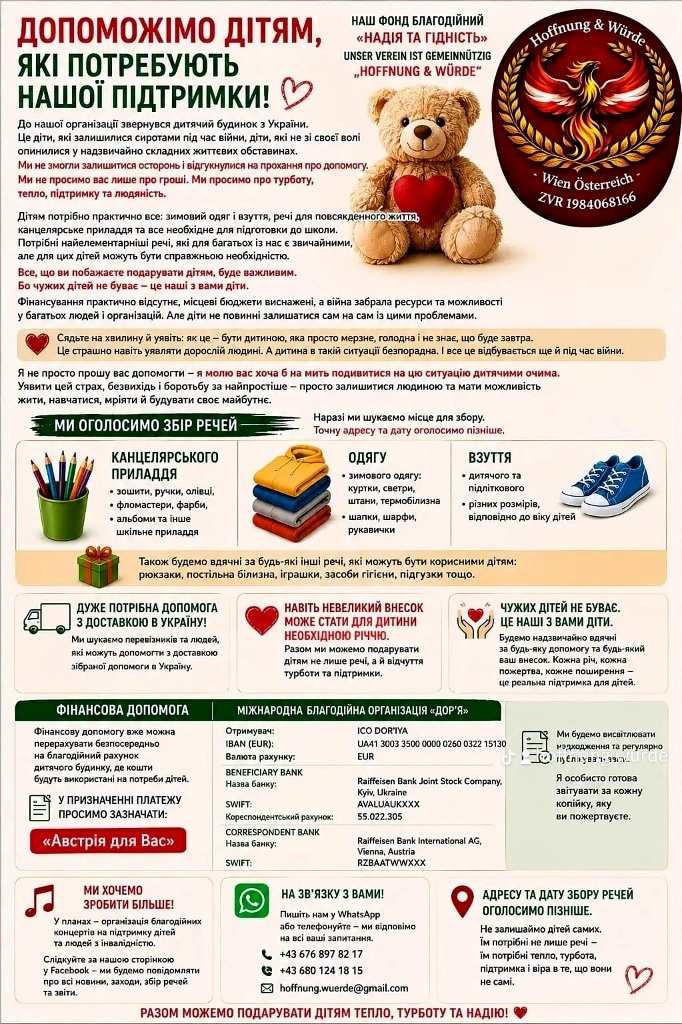 ДОПОМОЖІМО ДІТЯМ,
ЯКІ ПОТРЕБУЮТЬ
НАШОЇ ПІДТРИМКИ!
НАШ ФОНД БЛАГОДІЙНИЙ
«НАДІЯ ТА ГІДНІСТЬ»
UNSER VEREIN IST GEMEINNÜTZIG
„HOFFNUNG & WÜRDE“
Hoffnung & Würde
- Wien Österreich -
ZVR 1984068166
До нашої організації звернувся дитячий будинок з України.
Це діти, які залишилися сиротами під час війни, діти, які не зі своєї волі
опинилися у надзвичайно складних життєвих обставинах.
Ми не змогли залишитися осторонь і відгукнулися на прохання про допомогу.
Ми не просимо вас лише про гроші. Ми просимо про турботу,
тепло, підтримку та людяність.
Дітям потрібно практично все: зимовий одяг і взуття, речі для повсякденного життя,
канцелярське приладдя та все необхідне для підготовки до школи.
Потрібні найелементарніші речі, які для багатьох із нас є звичайними,
але для цих дітей можуть бути справжньою необхідністю.
Все, що ви побажаєте подарувати дітям, буде важливим.
Бо чужих дітей не буває – це наші з вами діти.
Фінансування практично відсутнє, місцеві бюджети виснажені, а війна забрала ресурси та можливості
у багатьох людей і організацій. Але діти не повинні залишатися сам на сам із цими проблемами.
Сядьте на хвилину й уявіть: як це – бути дитиною, яка просто мерзне, голодна і не знає, що буде завтра.
Це страшно навіть уявляти дорослій людині. А дитина в такій ситуації безпорадна. І все це відбувається ще й під час війни.
Я не просто прошу вас допомогти – я молю вас хоча б на мить подивитися на цю ситуацію дитячими очима.
Уявити цей страх, безвихідь і боротьбу за найпростіше – просто залишитися людиною та мати можливість
жити, навчатися, мріяти й будувати своє майбутнє.
МИ ОГОЛОСИМО ЗБІР РЕЧЕЙ
Наразі ми шукаємо місце для збору.
Точну адресу та дату оголосимо пізніше.
КАНЦЕЛЯРСЬКОГО
ПРИЛАДДЯ
• зошити, ручки, олівці,
• фломастери, фарби,
• альбоми та інше
шкільне приладдя
ОДЯГУ
• зимового одягу:
куртки, светри,
штани, термобілизна
• шапки, шарфи,
рукавички
ВЗУТТЯ
• дитячого та
підліткового
• різних розмірів,
відповідно до віку дітей
Також будемо вдячні за будь-які інші речі, які можуть бути корисними дітям:
рюкзаки, постільна білизна, іграшки, засоби гігієни, підгузки тощо.
ДУЖЕ ПОТРІБНА ДОПОМОГА
З ДОСТАВКОЮ В УКРАЇНУ!
Ми шукаємо перевізників та людей,
які можуть допомогти з доставкою
зібраної допомоги в Україну.
НАВІТЬ НЕВЕЛИКИЙ ВНЕСОК
МОЖЕ СТАТИ ДЛЯ ДИТИНИ
НЕОБХІДНОЮ РІЧЧЮ.
Разом ми можемо подарувати
дітям не лише речі, а й відчуття
турботи та підтримки.
ЧУЖИХ ДІТЕЙ НЕ БУВАЄ.
ЦЕ НАШІ З ВАМИ ДІТИ.
Будемо надзвичайно вдячні
за будь-яку допомогу та будь-який
ваш внесок. Кожна річ, кожна
пожертва, кожне поширення –
це реальна підтримка для дітей.
ФІНАНСОВА ДОПОМОГА
Фінансову допомогу вже можна
перерахувати безпосередньо
на благодійний рахунок
дитячого будинку, де кошти
будуть використані на потреби дітей.
У ПРИЗНАЧЕННІ ПЛАТЕЖУ
ПРОСИМО ЗАЗНАЧАТИ:
«Австрія для Вас»
МІЖНАРОДНА БЛАГОДІЙНА ОРГАНІЗАЦІЯ «ДОР'Я»
Отримувач: ICO DOR'IYA
IBAN (EUR): UA41 3003 3500 0000 0260 0322 15130
Валюта рахунку: EUR
BENEFICIARY BANK
Назва банку: Raiffeisen Bank Joint Stock Company,
Kyiv, Ukraine
SWIFT: AVALUAUKXXX
Кореспондентський рахунок: 55.022.305
CORRESPONDENT BANK
Назва банку: Raiffeisen Bank International AG,
Vienna, Austria
SWIFT: RZBAATWWXXX
Ми будемо висвітлювати
надходження та регулярно
Я особисто готова
звітувати за кожну
копійку, яку
ви пожертвуєте.
МИ ХОЧЕМО
ЗРОБИТИ БІЛЬШЕ!
У планах – організація благодійних
концертів на підтримку дітей
та людей з інвалідністю.
Слідкуйте за нашою сторінкою
у Facebook – ми будемо повідомляти
про всі новини, заходи, збір речей
та звіти.
НА ЗВ'ЯЗКУ З ВАМИ!
Пишіть нам у WhatsApp
або телефонуйте – ми відповімо
на всі ваші запитання.
+43 676 897 82 17
+43 680 124 18 15
hoffnung.wuerde@gmail.com
АДРЕСУ ТА ДАТУ ЗБОРУ РЕЧЕЙ
ОГОЛОСИМО ПІЗНІШЕ.
Не залишаймо дітей самих.
Їм потрібні не лише речі –
їм потрібні тепло, турбота,
підтримка і віра в те, що вони
не самі.
РАЗОМ МОЖЕМО ПОДАРУВАТИ ДІТЯМ ТЕПЛО, ТУРБОТУ ТА НАДІЮ!